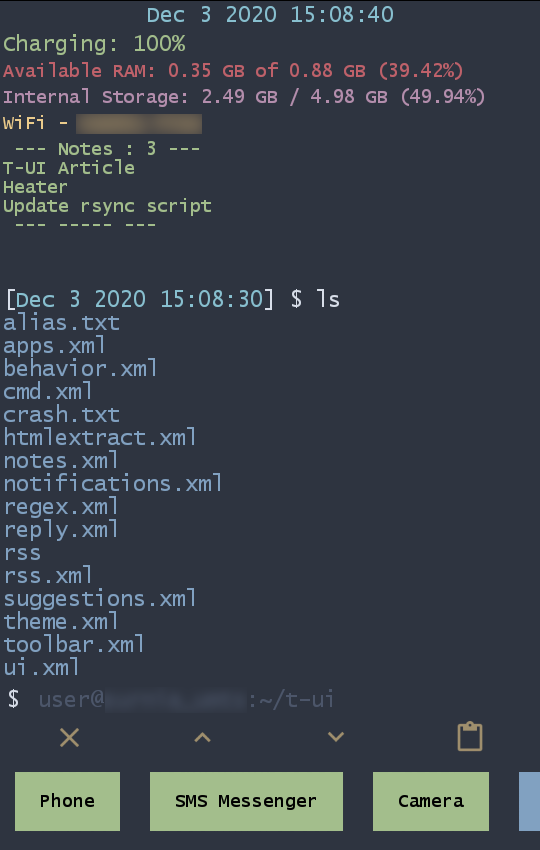 Dec 3 2020 15:08:40
Charging: 100%
Available RAM: 0.35 GB of 0.88 GB (39.42%)
Internal Storage: 2.49 GB / 4.98 GB (49.94%)
WiFi -
--- Notes : 3 ---
T-UI Article
Heater
Update rsync script
--- ----- ---
[Dec 3 2020 15:08:30] $ ls
alias.txt
apps.xml
behavior.xml
cmd.xml
crash.txt
htmlextract.xml
notes.xml
notifications.xml
regex.xml
reply.xml
rss
rss.xml
suggestions.xml
theme.xml
toolbar.xml
ui.xml
$ user@ :~/t-ui
Phone SMS Messenger Camera